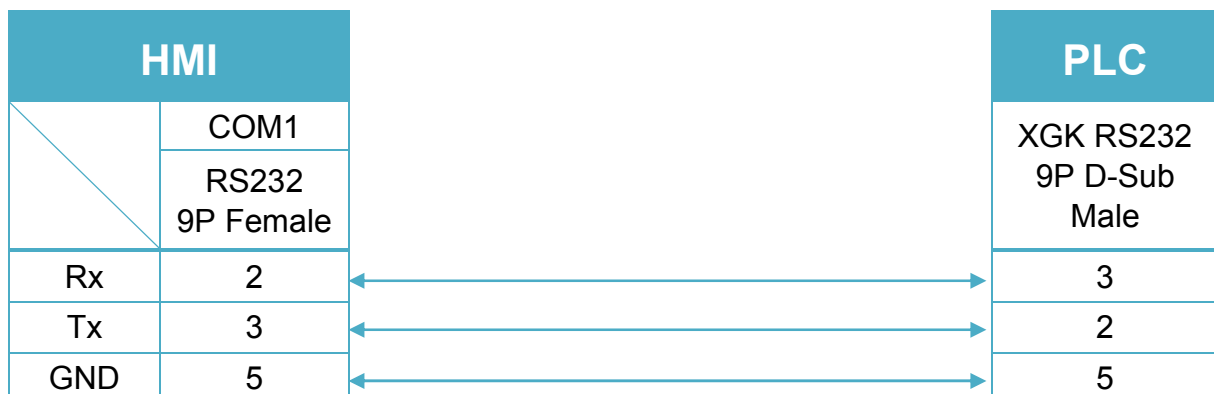 HMI
PLC
COM1
RS232
9P Female
XGK RS232
9P D-Sub
Male
Rx 2 3
Tx 3 2
GND 5 5